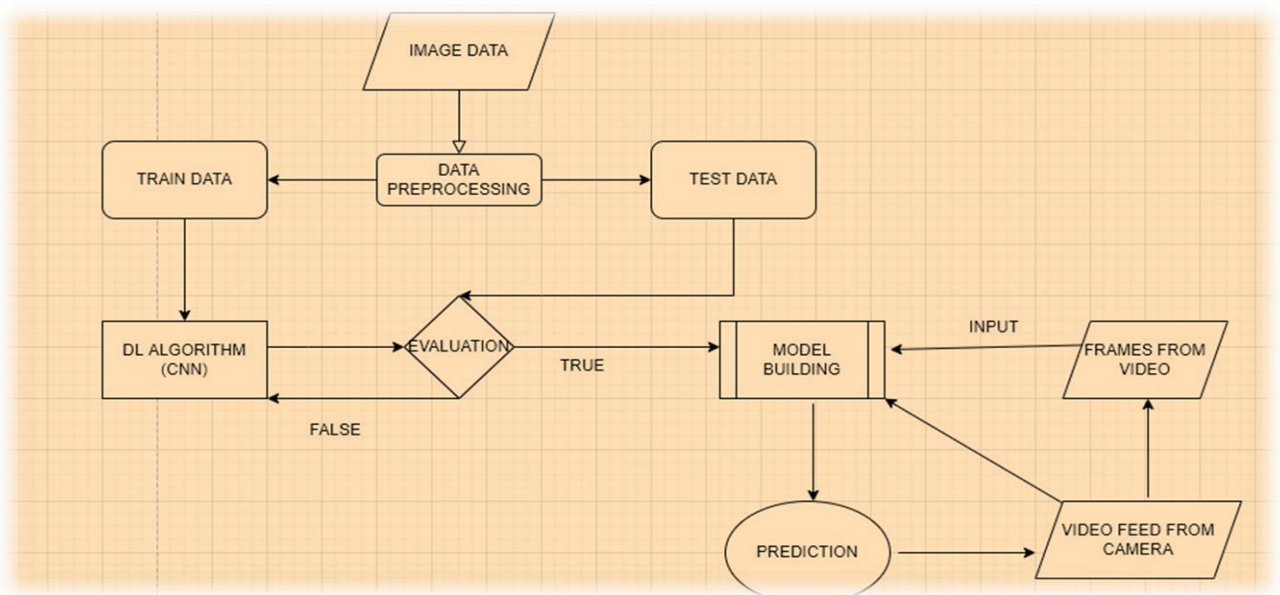 IMAGE DATA
TRAIN DATA
DATA
PREPROCESSING
TEST DATA
DL ALGORITHM
(CNN)
EVALUATION
TRUE
FALSE
MODEL
BUILDING
INPUT
FRAMES FROM
VIDEO
PREDICTION
VIDEO FEED FROM
CAMERA